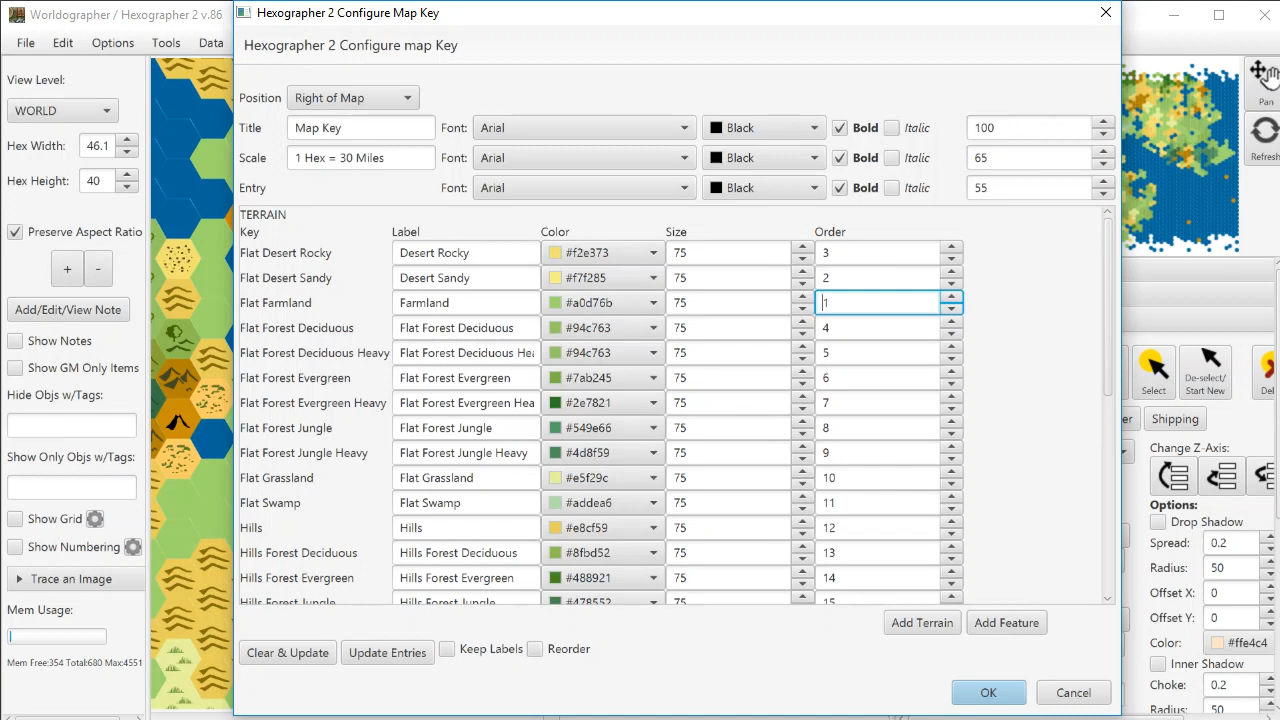 Worldographer / Hexographer 2 v.86
Hexographer 2 Configure Map Key
File Edit Options Tools Data
Hexographer 2 Configure map Key
View Level:
WORLD
Hex Width: 46.1
Hex Height: 40
Preserve Aspect Ratio
+ -
Add/Edit/View Note
Show Notes
Show GM Only Items
Hide Objs w/Tags:
Show Only Objs w/Tags:
Show Grid
Show Numbering
Trace an Image
Mem Usage:
Mem Free:354 Total:680 Max:4551
Position Right of Map
Title Map Key Font: Arial Black Bold Italic 100
Scale 1 Hex = 30 Miles Font: Arial Black Bold Italic 65
Entry Font: Arial Black Bold Italic 55
TERRAIN
Key Label Color Size Order
Flat Desert Rocky Desert Rocky #f2e373 75 3
Flat Desert Sandy Desert Sandy #f7f285 75 2
Flat Farmland Farmland #a0d76b 75 1
Flat Forest Deciduous Flat Forest Deciduous #94c763 75 4
Flat Forest Deciduous Heavy Flat Forest Deciduous Hea #94c763 75 5
Flat Forest Evergreen Flat Forest Evergreen #7ab245 75 6
Flat Forest Evergreen Heavy Flat Forest Evergreen Hea #2e7821 75 7
Flat Forest Jungle Flat Forest Jungle #549e66 75 8
Flat Forest Jungle Heavy Flat Forest Jungle Heavy #4d8f59 75 9
Flat Grassland Flat Grassland #e5f29c 75 10
Flat Swamp Flat Swamp #addea6 75 11
Hills Hills #e8cf59 75 12
Hills Forest Deciduous Hills Forest Deciduous #8fbd52 75 13
Hills Forest Evergreen Hills Forest Evergreen #488921 75 14
Hills Forest Jungle Hills Forest Jungle #478552 75 15
Add Terrain Add Feature
Clear & Update Update Entries Keep Labels Reorder
OK Cancel
Pan
Refresh
Select De-select/ Start New Del
Shipping
Change Z-Axis:
Options:
Drop Shadow
Spread: 0.2
Radius: 50
Offset X: 0
Offset Y: 0
Color: #ffe4c4
Inner Shadow
Choke: 0.2
Radius: 50